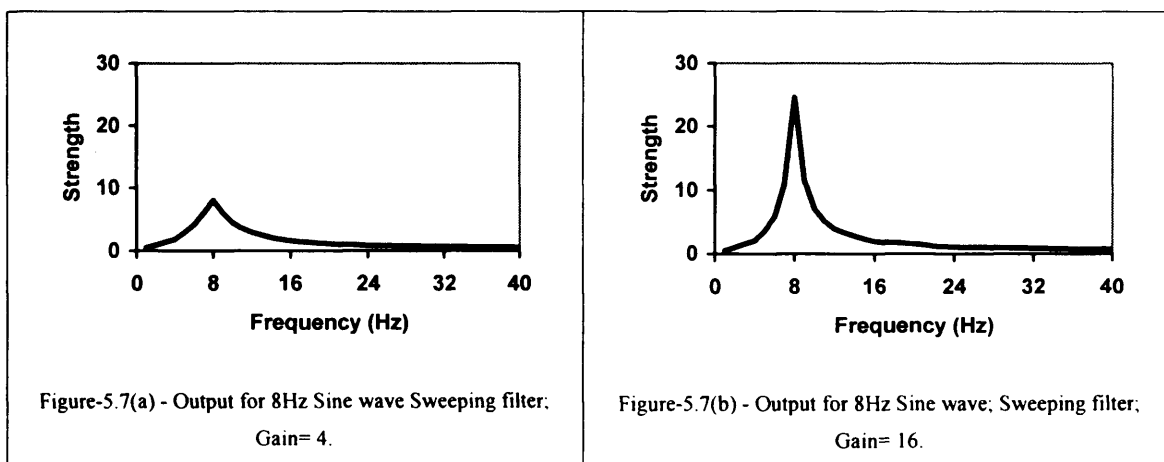 30
20
10
0
Strength
0 8 16 24 32 40
Frequency (Hz)
Figure-5.7(a) - Output for 8Hz Sine wave Sweeping filter;
Gain= 4.
30
20
10
0
Strength
0 8 16 24 32 40
Frequency (Hz)
Figure-5.7(b) - Output for 8Hz Sine wave; Sweeping filter;
Gain= 16.